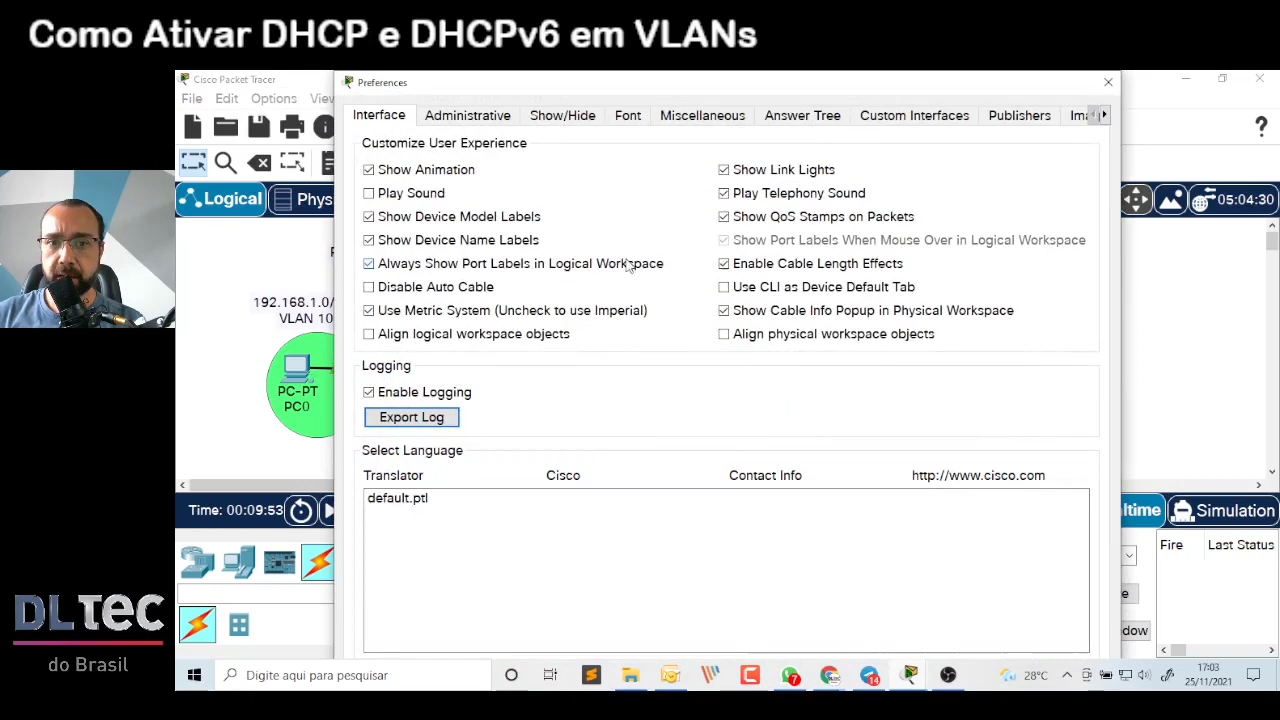 Como Ativar DHCP e DHCPv6 em VLANs
Cisco Packet Tracer
File Edit Options
Preferences
Interface Administrative Show/Hide Font Miscellaneous Answer Tree Custom Interfaces Publishers
Customize User Experience
Show Animation
Show Link Lights
Play Sound
Play Telephony Sound
Show Device Model Labels
Show QoS Stamps on Packets
Show Device Name Labels
Show Port Labels When Mouse Over in Logical Workspace
Always Show Port Labels in Logical Workspace
Enable Cable Length Effects
Disable Auto Cable
Use CLI as Device Default Tab
Use Metric System (Uncheck to use Imperial)
Show Cable Info Popup in Physical Workspace
Align logical workspace objects
Align physical workspace objects
Logging
Enable Logging
Export Log
Select Language
Translator Cisco Contact Info http://www.cisco.com
default.ptl
Logical
05:04:30
192.168.1.0/
VLAN 10
PC-PT
PC0
Time: 00:09:53
Simulation
Fire Last Status
DLTEC
do Brasil
Digite aqui para pesquisar
7
14
28°C
17:03
25/11/2021